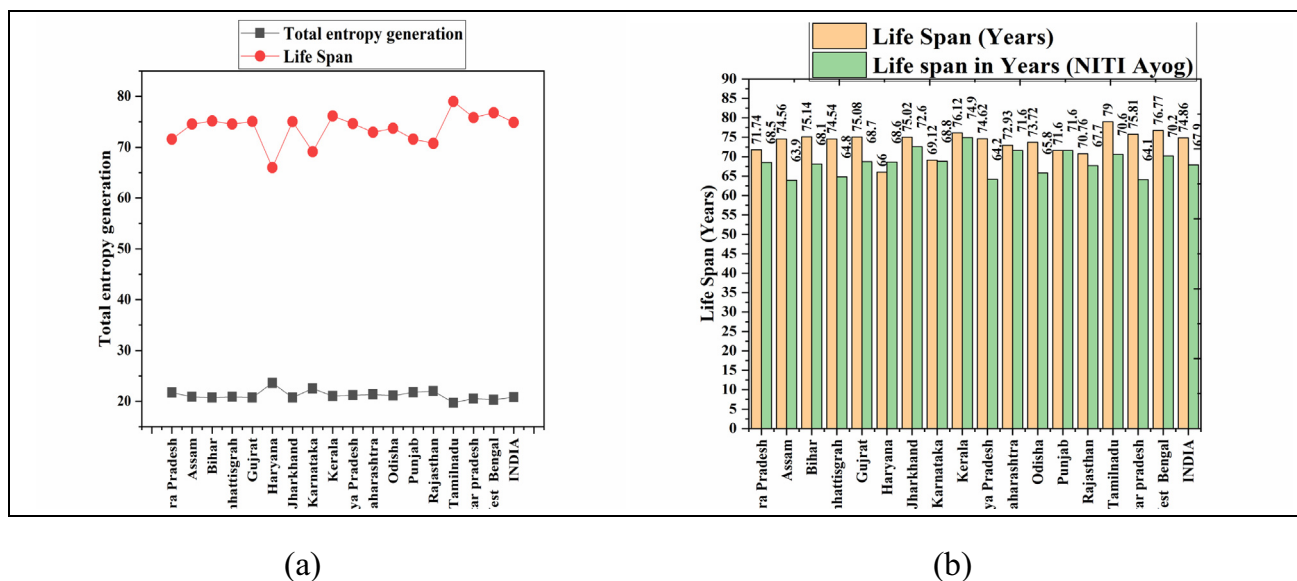 Total entropy generation
Life Span
Total entropy generation
80
70
60
50
40
30
20
ra Pradesh
Assam
Bihar
hhattisgrah
Gujrat
Haryana
Jharkhand
Karnataka
Kerala
ya Pradesh
aharashtra
Odisha
Punjab
Rajasthan
Tamilnadu
tar pradesh
West Bengal
INDIA
(a)
Life Span (Years)
Life span in Years (NITI Ayog)
Life Span (Years)
90
85
80
75
70
65
60
55
50
45
40
35
30
25
20
15
10
5
0
71.74
68.5
74.56
63.9
75.14
68.1
74.54
64.8
75.08
68.7
66
68.6
75.02
72.6
69.12
68.8
76.12
74.9
74.62
64.2
72.93
71.6
73.72
65.8
71.6
71.6
70.76
67.7
79
70.6
75.81
64.1
76.77
70.2
74.86
67.9
ra Pradesh
Assam
Bihar
hhattisgrah
Gujrat
Haryana
Jharkhand
Karnataka
Kerala
ya Pradesh
aharashtra
Odisha
Punjab
Rajasthan
Tamilnadu
tar pradesh
West Bengal
INDIA
(b)